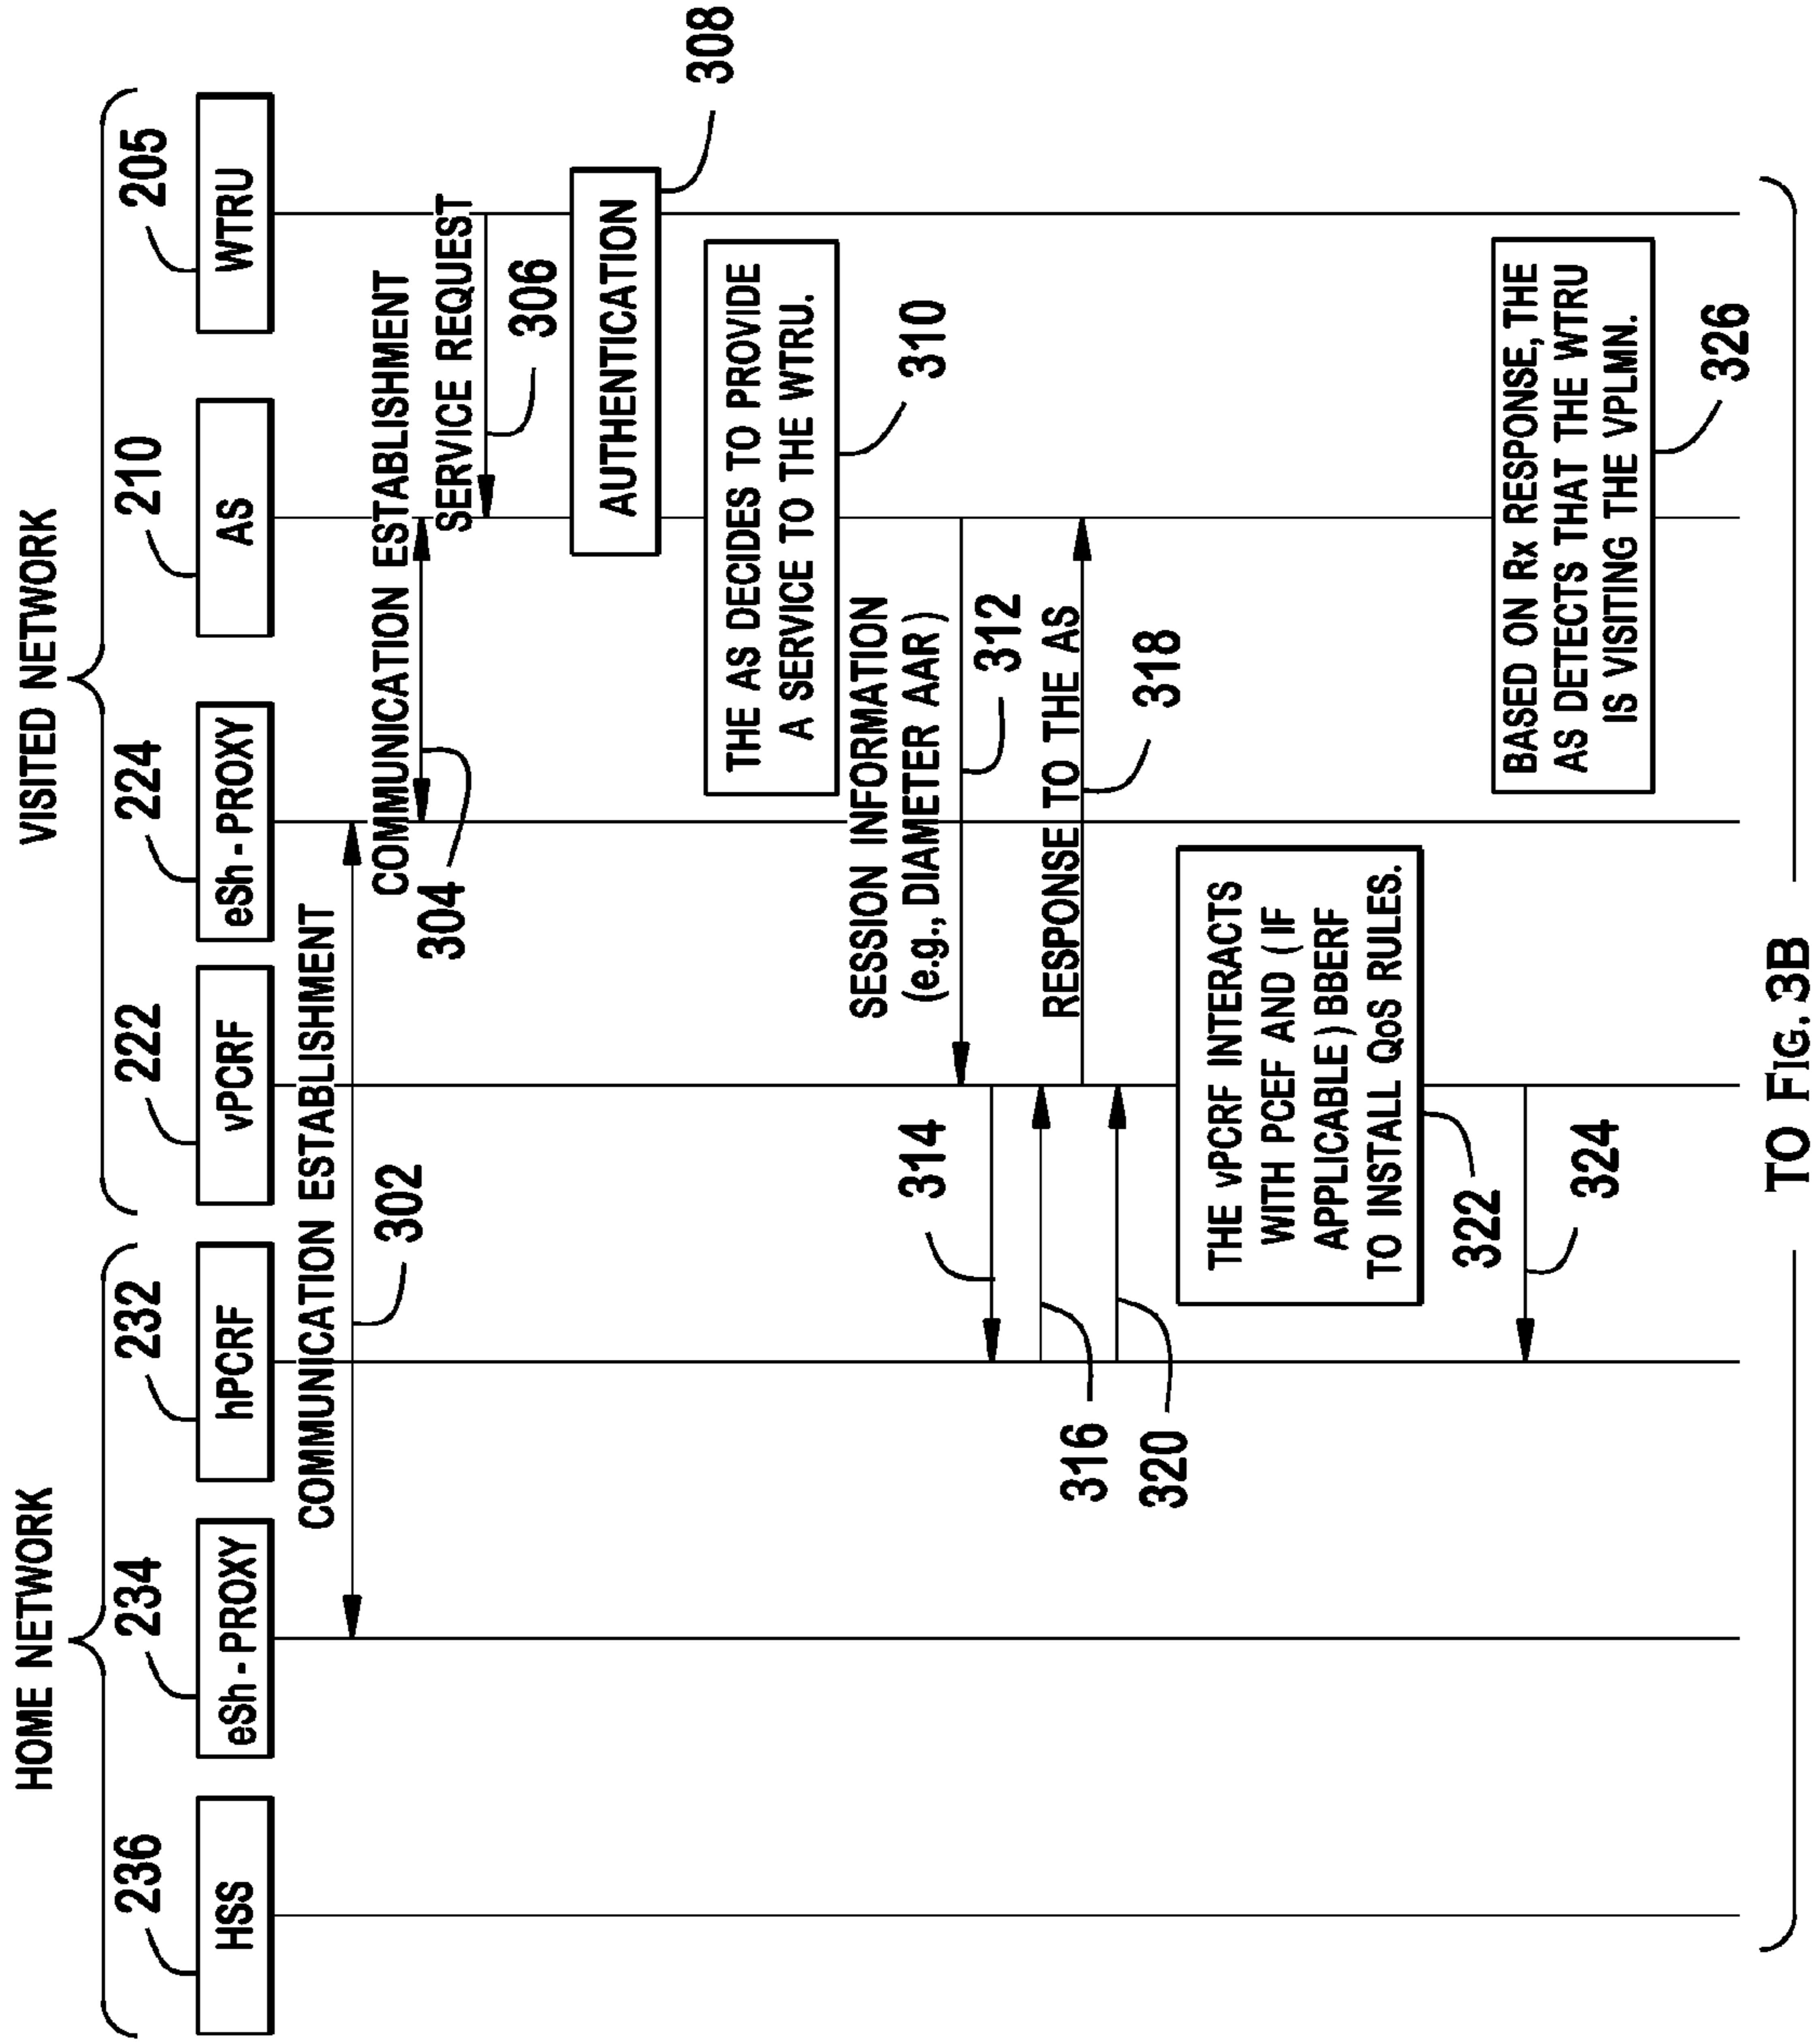 HOME NETWORK
VISITED NETWORK
236
234
232
222
224
210
205
HSS
eSh - PROXY
hPCRF
vPCRF
eSh - PROXY
AS
WTRU
COMMUNICATION ESTABLISHMENT
302
COMMUNICATION ESTABLISHMENT
304
SERVICE REQUEST
306
AUTHENTICATION
308
THE AS DECIDES TO PROVIDE
A SERVICE TO THE WTRU.
310
SESSION INFORMATION
(e.g., DIAMETER AAR)
312
314
316
RESPONSE TO THE AS
318
320
THE vPCRF INTERACTS
WITH PCEF AND (IF
APPLICABLE) BBERF
TO INSTALL QoS RULES.
322
324
BASED ON Rx RESPONSE, THE
AS DETECTS THAT THE WTRU
IS VISITING THE VPLMN.
326
TO FIG. 3B